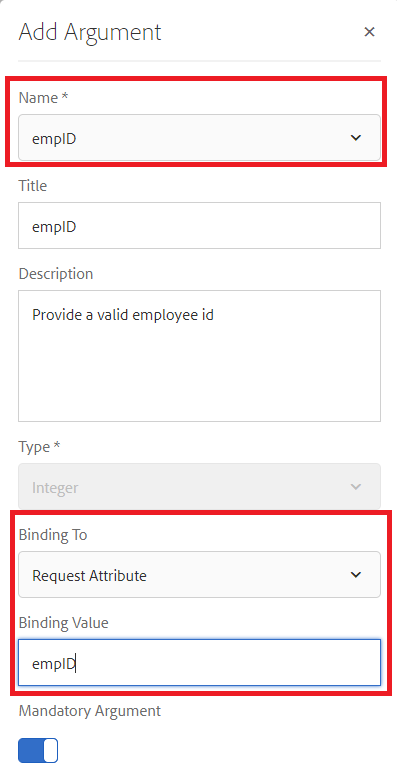 Add Argument
Name *
empID
Title
empID
Description
Provide a valid employee id
Type *
Integer
Binding To
Request Attribute
Binding Value
empID
Mandatory Argument